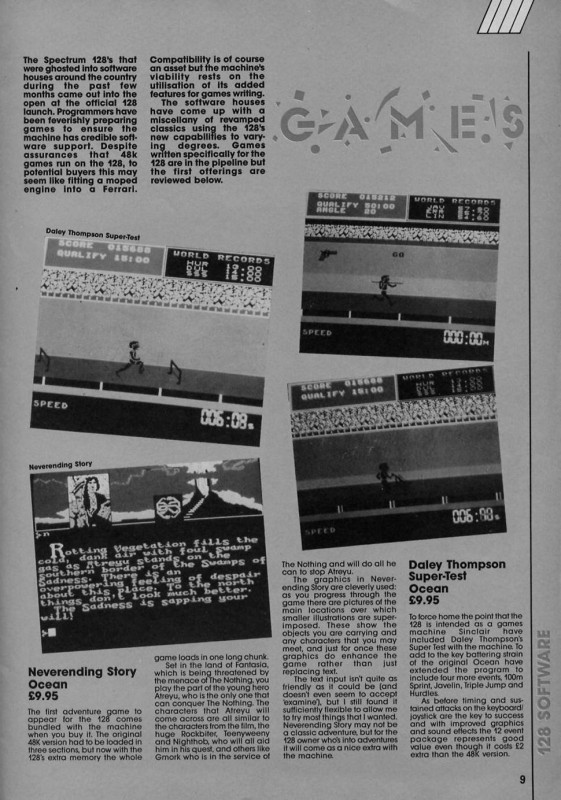 The Spectrum 128's that
were ghosted into software
houses around the country
during the past few
months came out into the
open at the official 128
launch. Programmers have
been feverishly preparing
games to ensure the
machine has credible soft-
ware support. Despite
assurances that 48k
games run on the 128, to
potential buyers this may
seem like fitting a moped
engine into a Ferrari.
Compatibility is of course
an asset but the machine's
viability rests on the
utilisation of its added
features for games writing.
The software houses
have come up with a
miscellany of revamped
classics using the 128's
new capabilities to vary-
ing degrees. Games
written specifically for the
128 are in the pipeline but
the first offerings are
reviewed below.
GAMES
Daley Thompson Super-Test
SCORE 015688
QUALIFY 15:00
WORLD RECORDS
SPEED
006:08s
SCORE 015212
QUALIFY 50:00
ANGLE 20
WORLD RECORDS
GO
SPEED
000:00M
SCORE 015688
QUALIFY 15:00
WORLD RECORDS
SPEED
Neverending Story
>n
Rotting Vegetation fills the
cold, dank air with foul swamp
gas as Atreyu stands on the
southern border of the Swamps of
Sadness. There is an
overpowering feeling of despair
about this place. To the north
things don't look much better.
The Sadness is sapping your
will!
>
Neverending Story
Ocean
£9.95
The first adventure game to
appear for the 128 comes
bundled with the machine
when you buy it. The original
48K version had to be loaded in
three sections, but now with the
128's extra memory the whole
game loads in one long chunk.
Set in the land of Fantasia,
which is being threatened by
the menace of The Nothing, you
play the part of the young hero
Atreyu, who is the only one that
can conquer The Nothing. The
characters that Atreyu will
come across are all similar to
the characters from the film, the
huge Rockbiter, Teenyweeny
and Nighthob, who will all aid
him in his quest, and others like
Gmork who is in the service of
The Nothing and will do all he
can to stop Atreyu.
The graphics in Never-
ending Story are cleverly used;
as you progress through the
game there are pictures of the
main locations over which
smaller illustrations are super-
imposed. These show the
objects you are carrying and
any characters that you may
meet, and just for once these
graphics do enhance the
game rather than just
replacing text.
The text input isn't quite as
friendly as it could be (and
doesn't even seem to accept
'examine'), but I still found it
sufficiently flexible to allow me
to try most things that I wanted.
Neverending Story may not be
a classic adventure, but for the
128 owner who's into adventures
it will come as a nice extra with
the machine.
Daley Thompson
Super-Test
Ocean
£9.95
To force home the point that the
128 is intended as a games
machine Sinclair have
included Daley Thompson's
Super Test with the machine. To
add to the key battering strain
of the original Ocean have
extended the program to
include four more events, 100m
Sprint, Javelin, Triple Jump and
Hurdles.
As before timing and sus-
tained attacks on the keyboard/
joystick are the key to success
and with improved graphics
and sound effects the 12 event
package represents good
value even though it costs £2
extra than the 48K version.
128 SOFTWARE
9